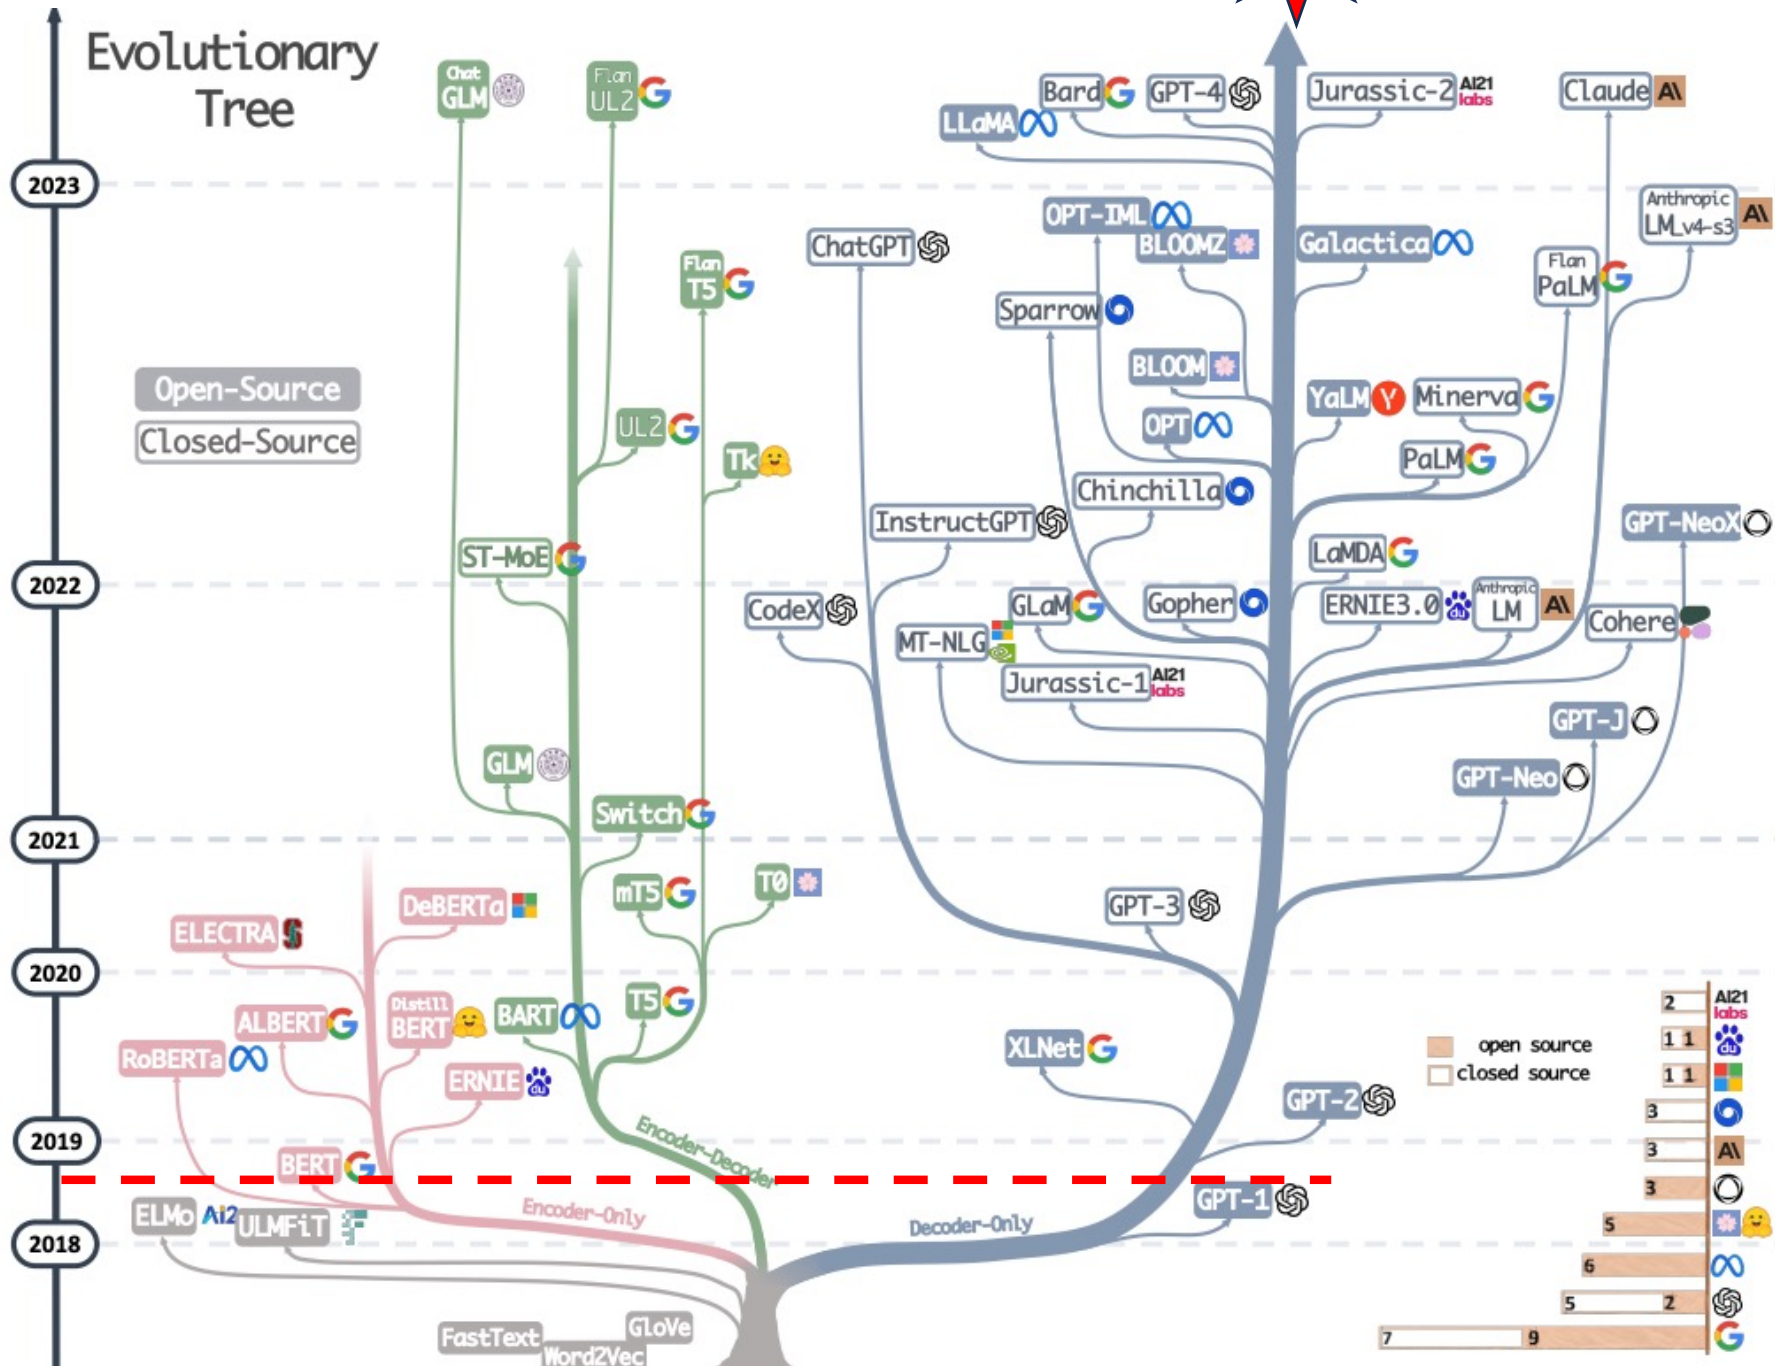 Evolutionary
Tree
Chat
GLM
Flan
UL2
Bard
GPT-4
Jurassic-2
AI21
labs
Claude
A\
LLaMA
2023
Anthropic
LM_v4-s3
A\
OPT-IML
ChatGPT
BLOOMZ
Galactica
Flan
T5
Flan
PaLM
Sparrow
Open-Source
Closed-Source
BLOOM
YaLM
Y
Minerva
UL2
OPT
Tk
PaLM
Chinchilla
InstructGPT
GPT-NeoX
ST-MoE
LaMDA
2022
CodeX
GLaM
Gopher
ERNIE3.0
du
Anthropic
LM
A\
Cohere
MT-NLG
Jurassic-1
AI21
labs
GPT-J
GLM
GPT-Neo
Switch
2021
mT5
T0
DeBERTa
GPT-3
ELECTRA
S
2020
BART
T5
Distill
BERT
ALBERT
RoBERTa
ERNIE
du
XLNet
GPT-2
Encoder-Decoder
2019
BERT
GPT-1
ELMo
Ai2
ULMFiT
Encoder-Only
Decoder-Only
2018
FastText
GloVe
Word2Vec
open source
closed source
2
AI21
labs
1 1
du
1 1
3
3
A\
3
5
6
5 2
7 9